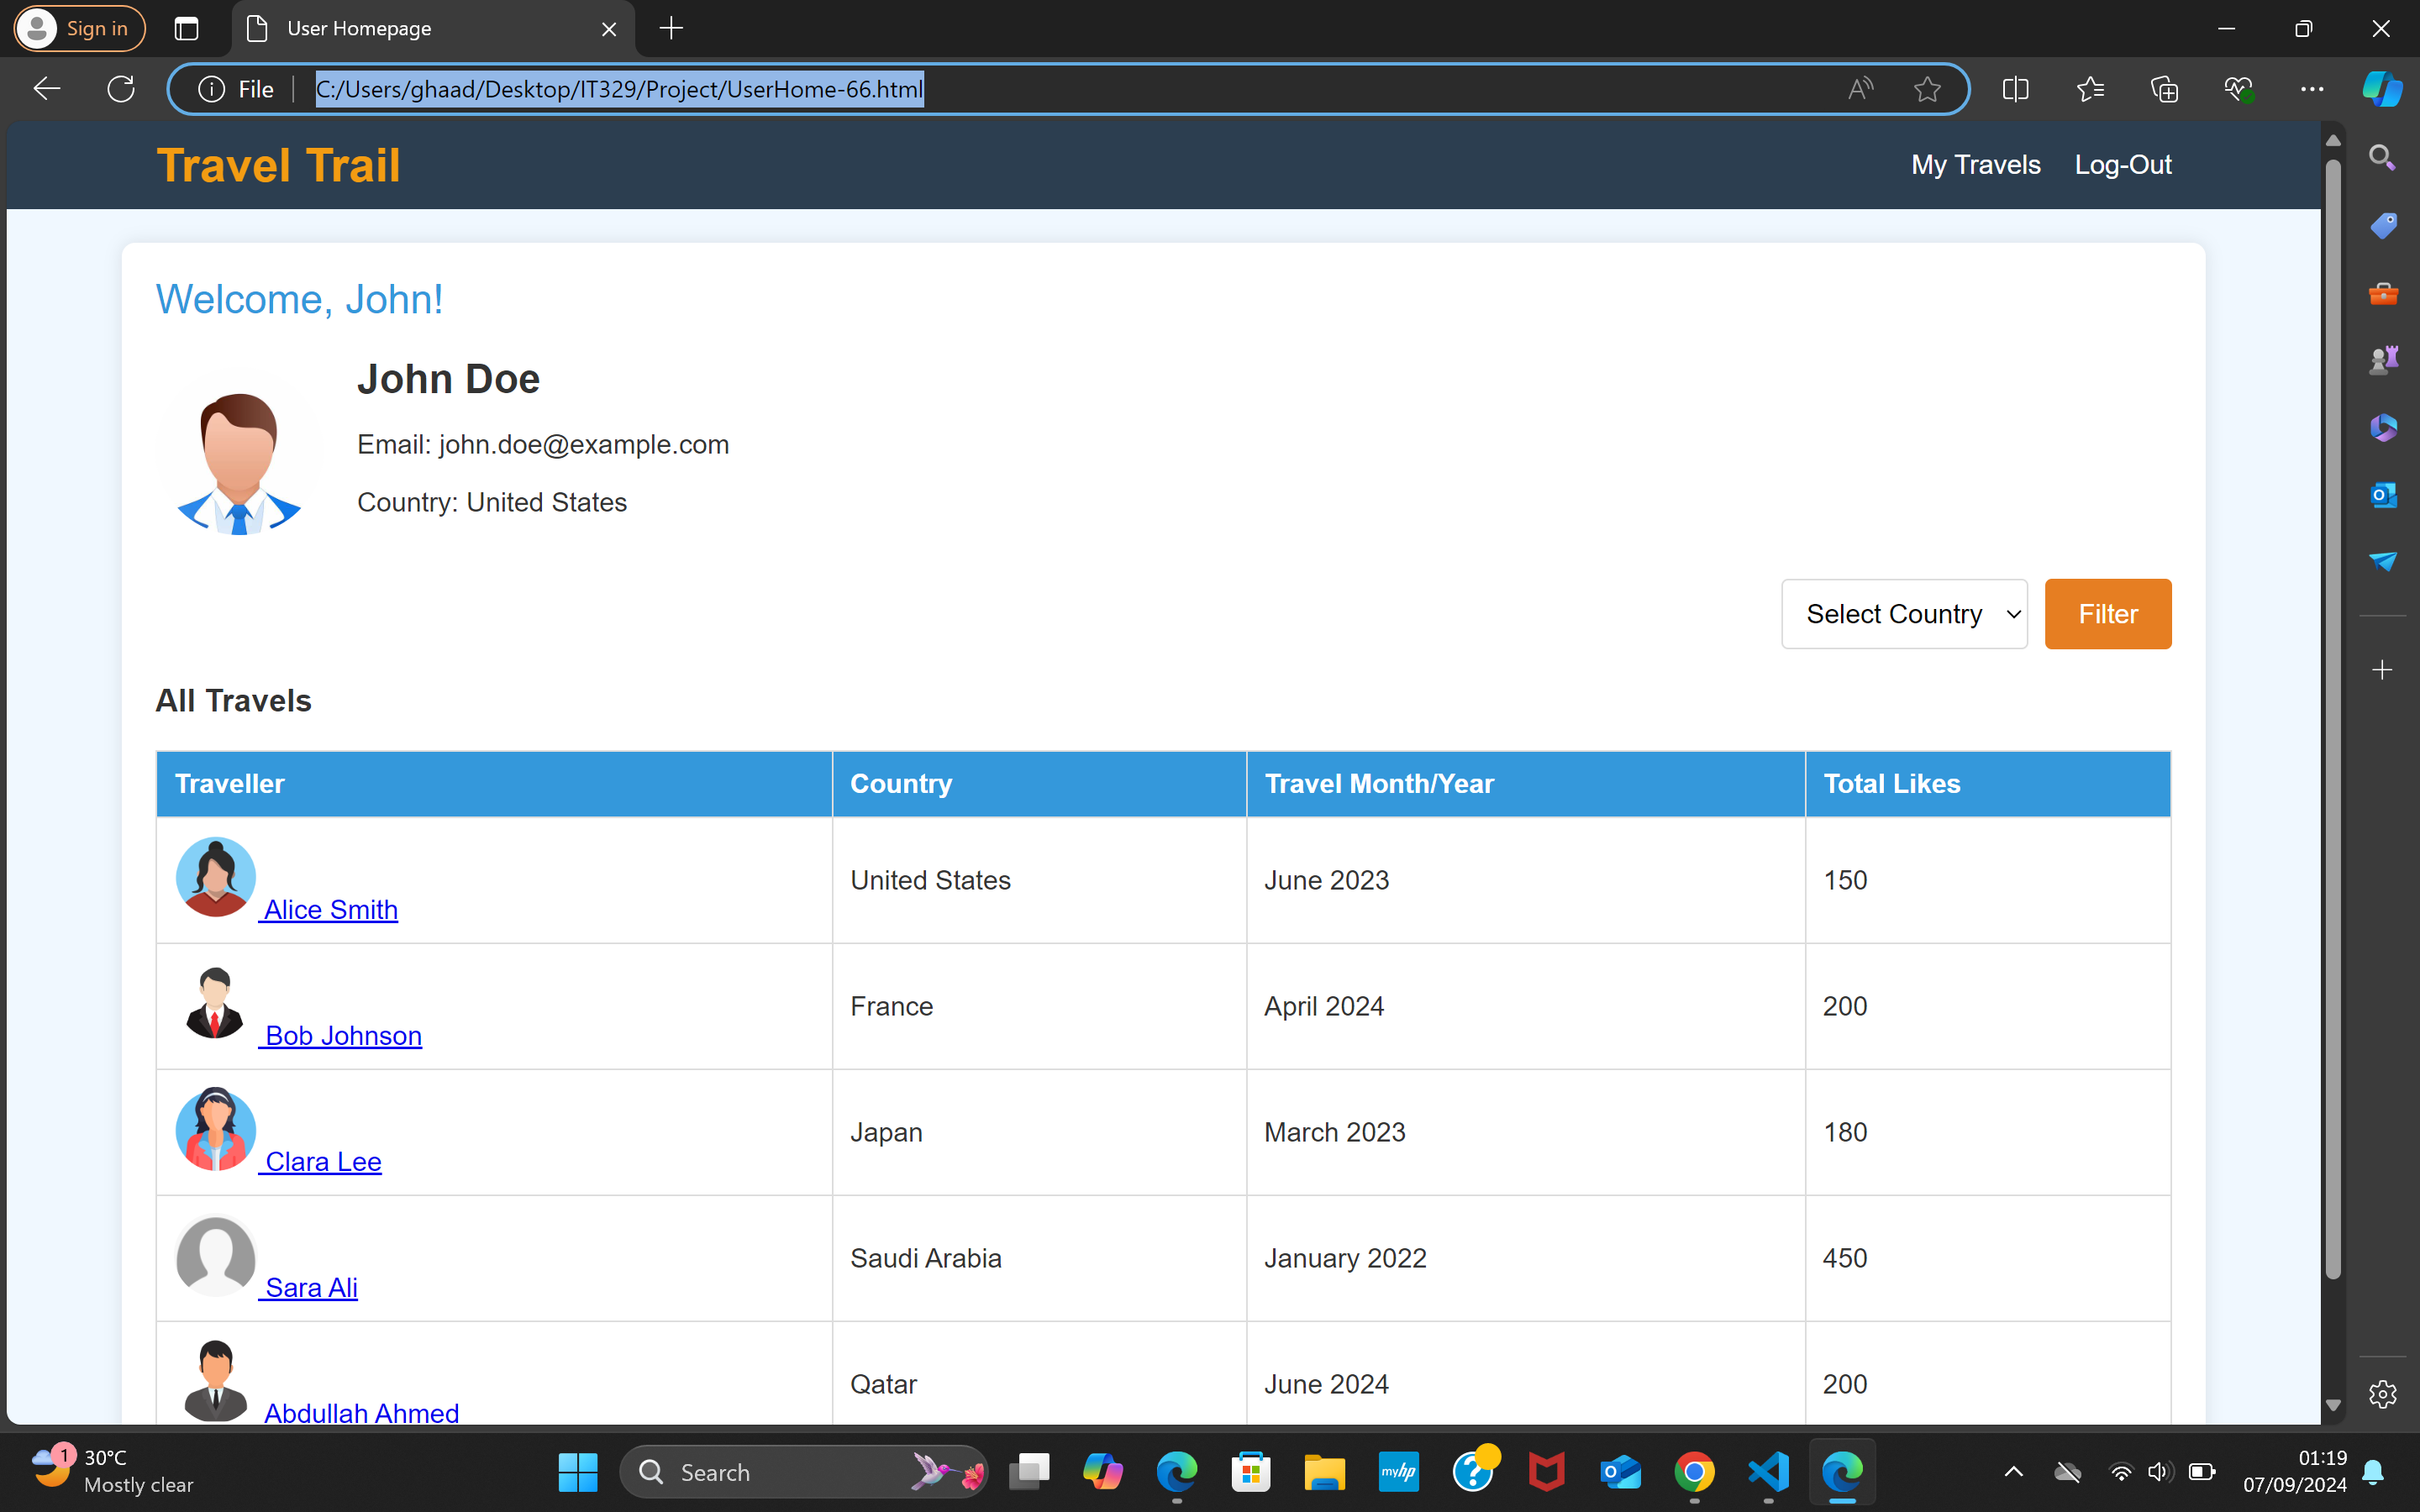 Sign in
User Homepage
File
C:/Users/ghaad/Desktop/IT329/Project/UserHome-66.html
Travel Trail
My Travels
Log-Out
Welcome, John!
John Doe
Email: john.doe@example.com
Country: United States
Select Country
Filter
All Travels
Traveller Country Travel Month/Year Total Likes
Alice Smith United States June 2023 150
Bob Johnson France April 2024 200
Clara Lee Japan March 2023 180
Sara Ali Saudi Arabia January 2022 450
Abdullah Ahmed Qatar June 2024 200
1
30°C
Mostly clear
Search
myhp
01:19
07/09/2024